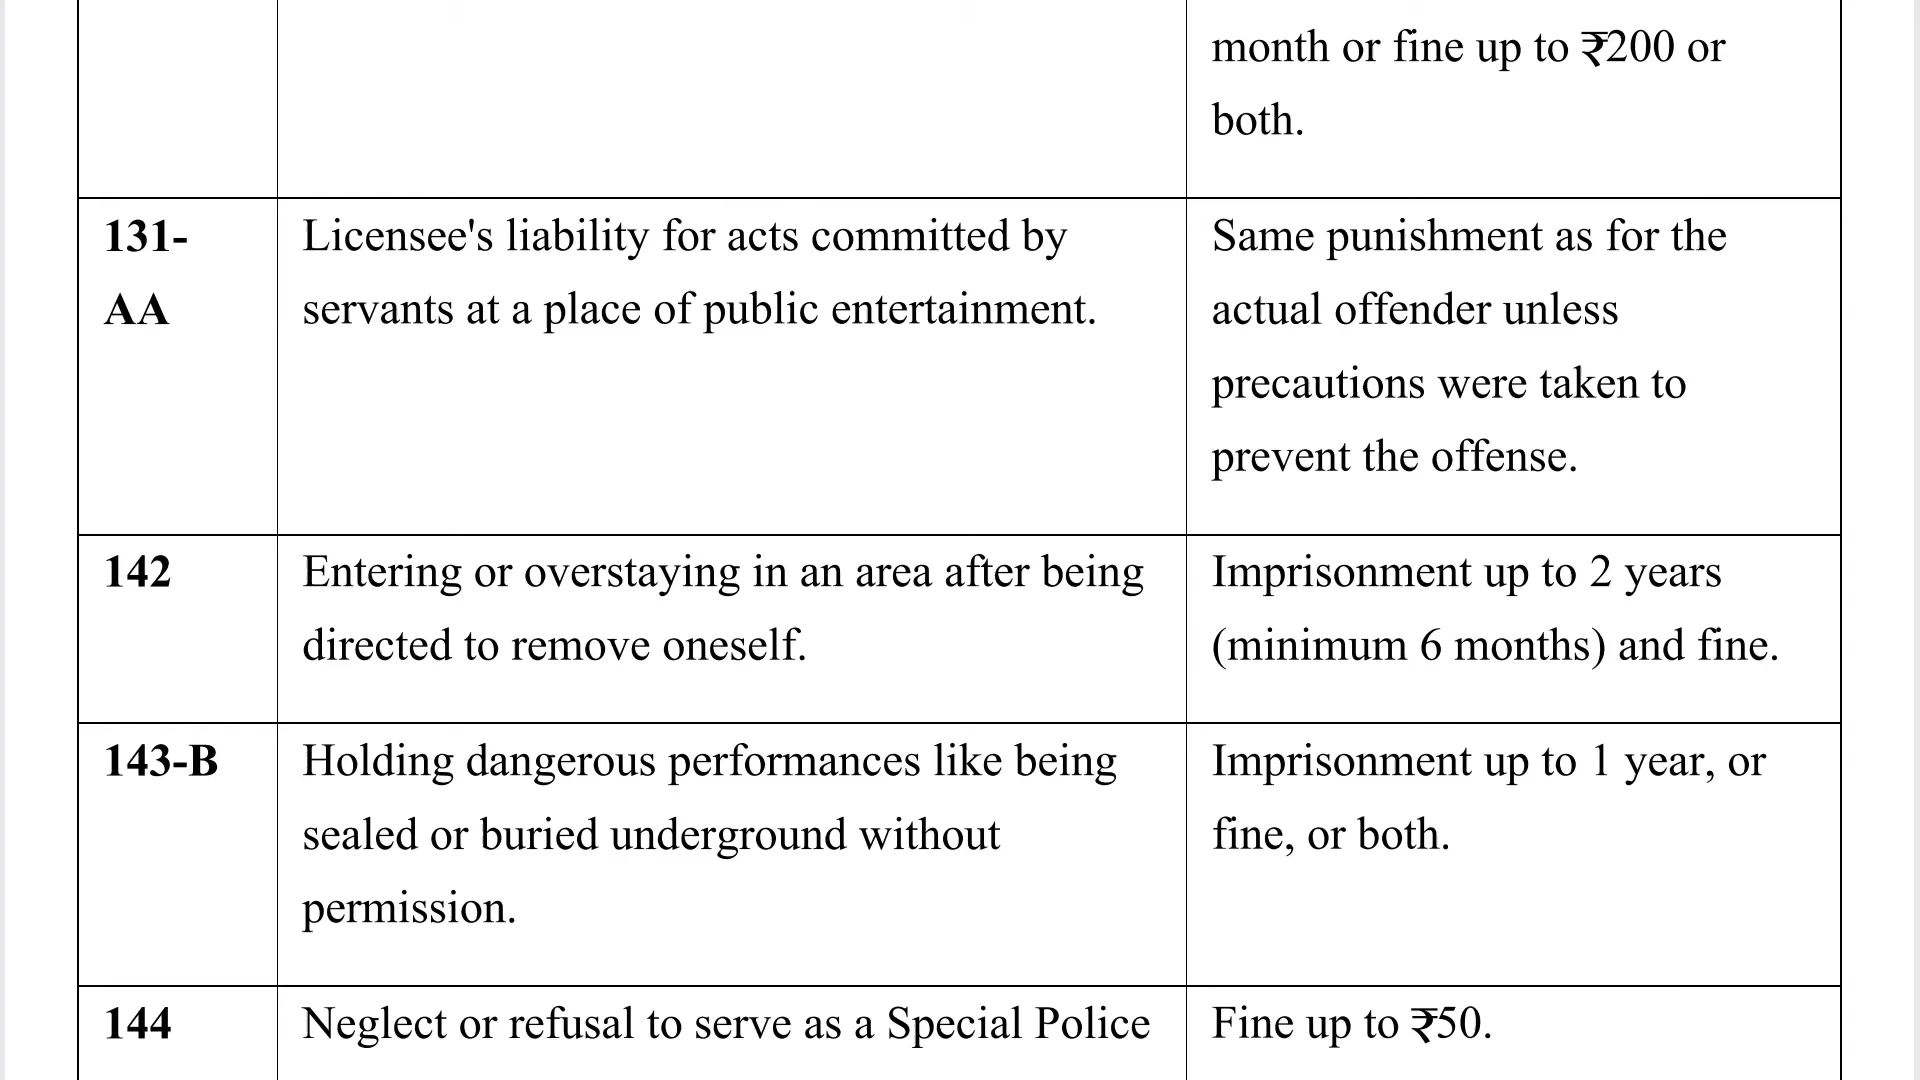 month or fine up to ₹200 or
both.
131-
AA
Licensee's liability for acts committed by
servants at a place of public entertainment.
Same punishment as for the
actual offender unless
precautions were taken to
prevent the offense.
142
Entering or overstaying in an area after being
directed to remove oneself.
Imprisonment up to 2 years
(minimum 6 months) and fine.
143-B
Holding dangerous performances like being
sealed or buried underground without
permission.
Imprisonment up to 1 year, or
fine, or both.
144
Neglect or refusal to serve as a Special Police
Fine up to ₹50.